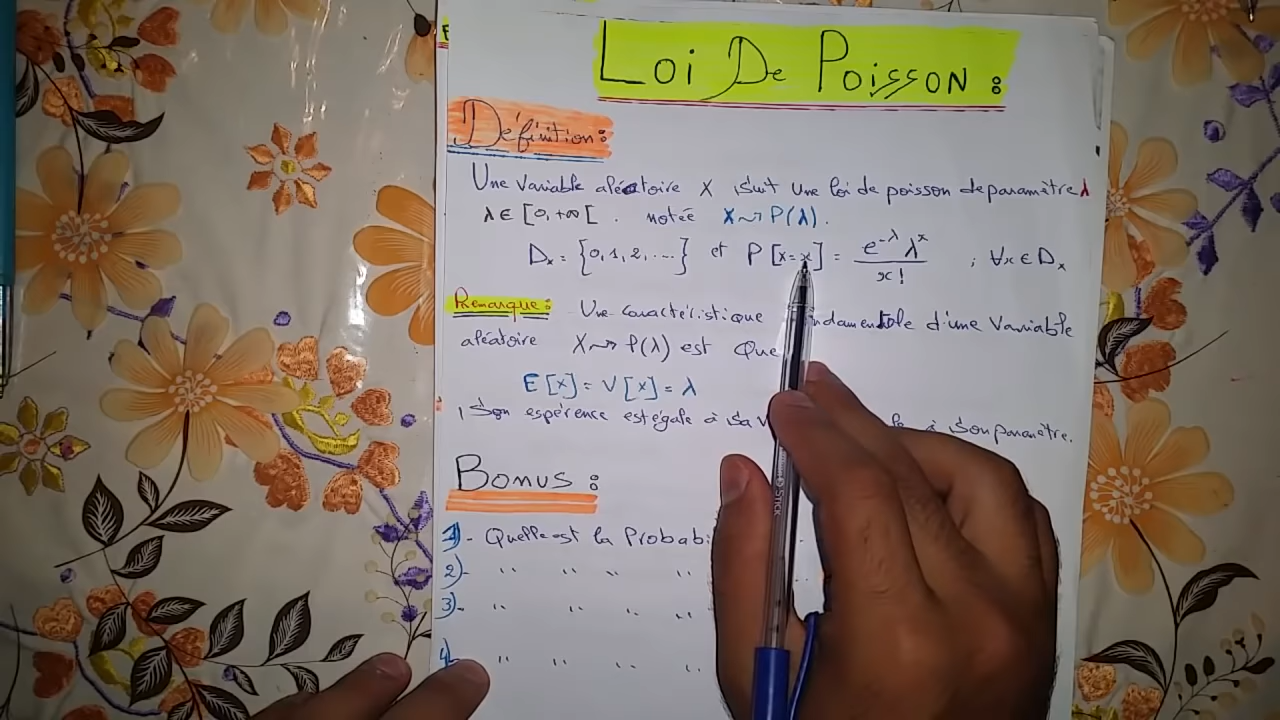 Loi De Poisson :
Définition :
Une variable aléatoire X suit une loi de poisson de paramètre λ
λ ∈ [0, +∞[ . notée X ⇝ P(λ).
Dx = {0, 1, 2, ....} et P[X = x] = e^-λ λ^x / x! ; ∀x ∈ Dx
Remarque : Une caractéristique d'une variable
aléatoire X ⇝ P(λ) est Que
E[X] = V[X] = λ
Son espérence est égale à sa à son paramètre.
Bonus :
1)- Quelle est la
2)- " " " "
3)- " " " "
4 " " " "
STICK